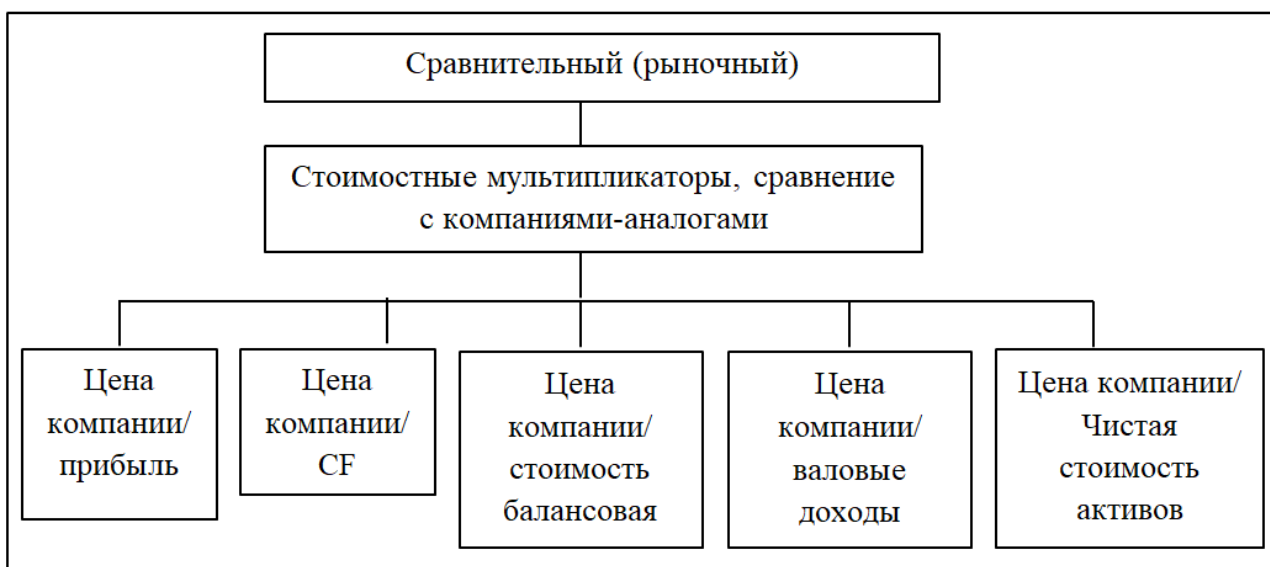 Сравнительный (рыночный)
Стоимостные мультипликаторы, сравнение
с компаниями-аналогами
Цена
компании/
прибыль
Цена
компании/
CF
Цена
компании/
стоимость
балансовая
Цена
компании/
валовые
доходы
Цена компании/
Чистая
стоимость
активов